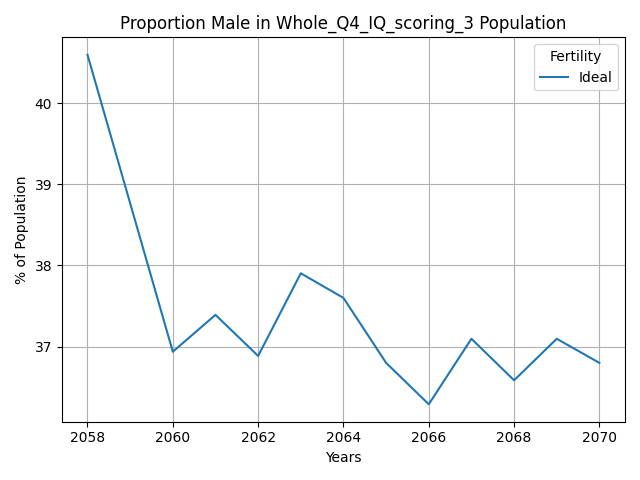 Proportion Male in Whole_Q4_IQ_scoring_3 Population
Fertility
Ideal
% of Population
40
39
38
37
2058
2060
2062
2064
2066
2068
2070
Years